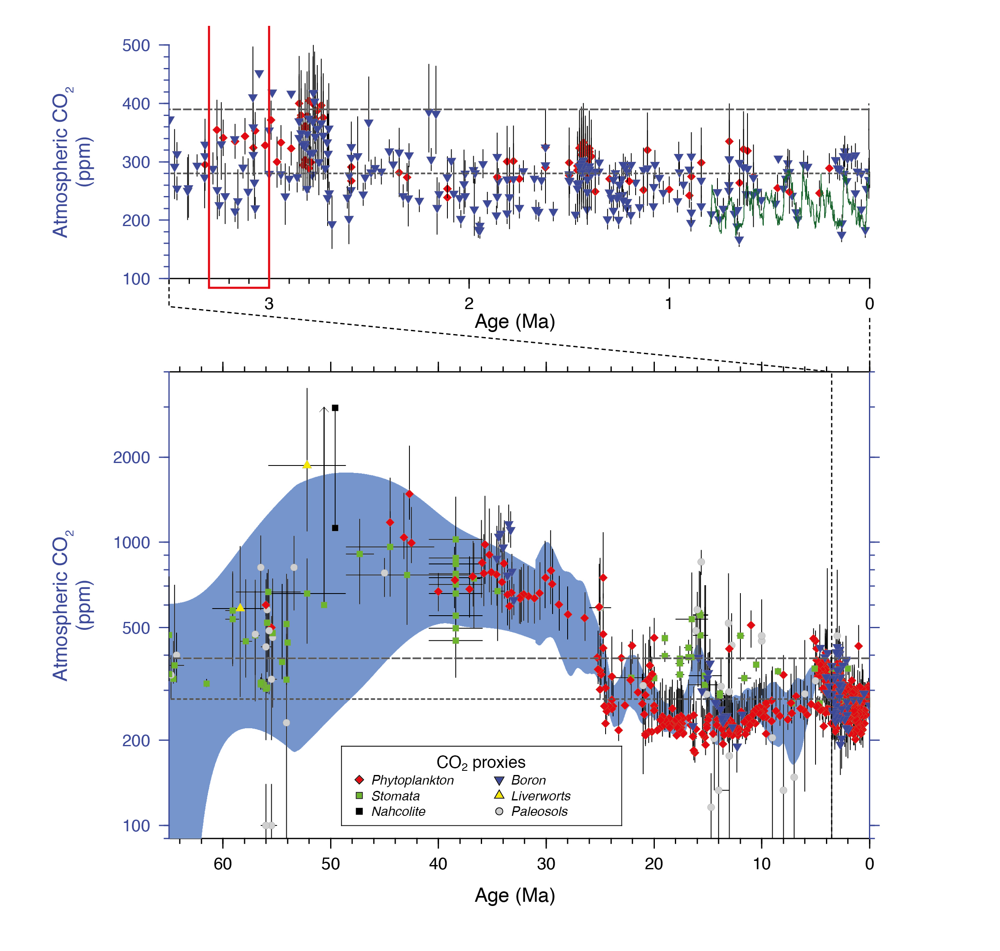 500
400
300
200
100
Atmospheric CO2
(ppm)
3 2 1 0
Age (Ma)
2000
1000
500
200
100
Atmospheric CO2
(ppm)
CO2 proxies
Phytoplankton Boron
Stomata Liverworts
Nahcolite Paleosols
60 50 40 30 20 10 0
Age (Ma)